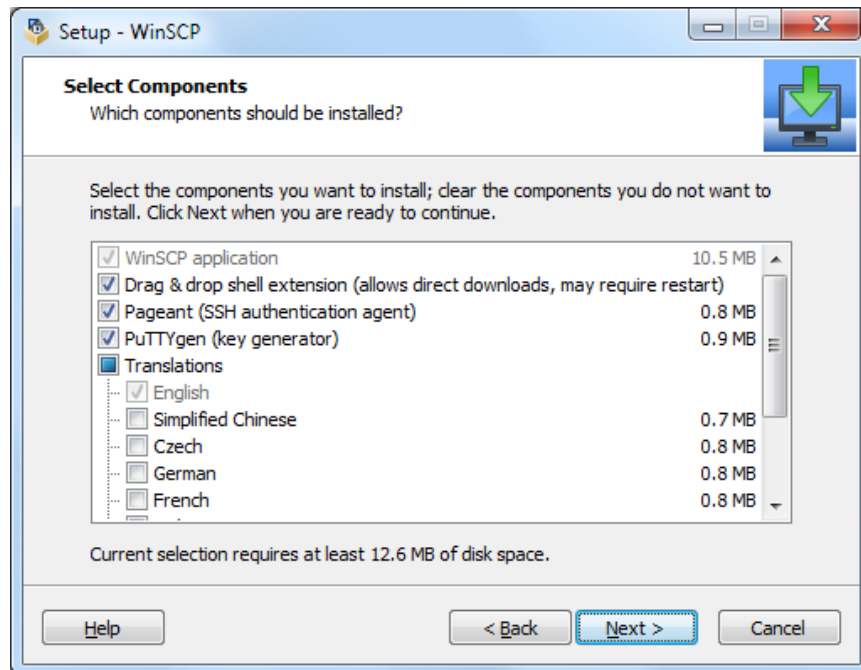 Setup - WinSCP
Select Components
Which components should be installed?
Select the components you want to install; clear the components you do not want to
install. Click Next when you are ready to continue.
WinSCP application 10.5 MB
Drag & drop shell extension (allows direct downloads, may require restart)
Pageant (SSH authentication agent) 0.8 MB
PuTTYgen (key generator) 0.9 MB
Translations
English
Simplified Chinese 0.7 MB
Czech 0.8 MB
German 0.8 MB
French 0.8 MB
Current selection requires at least 12.6 MB of disk space.
Help < Back Next > Cancel